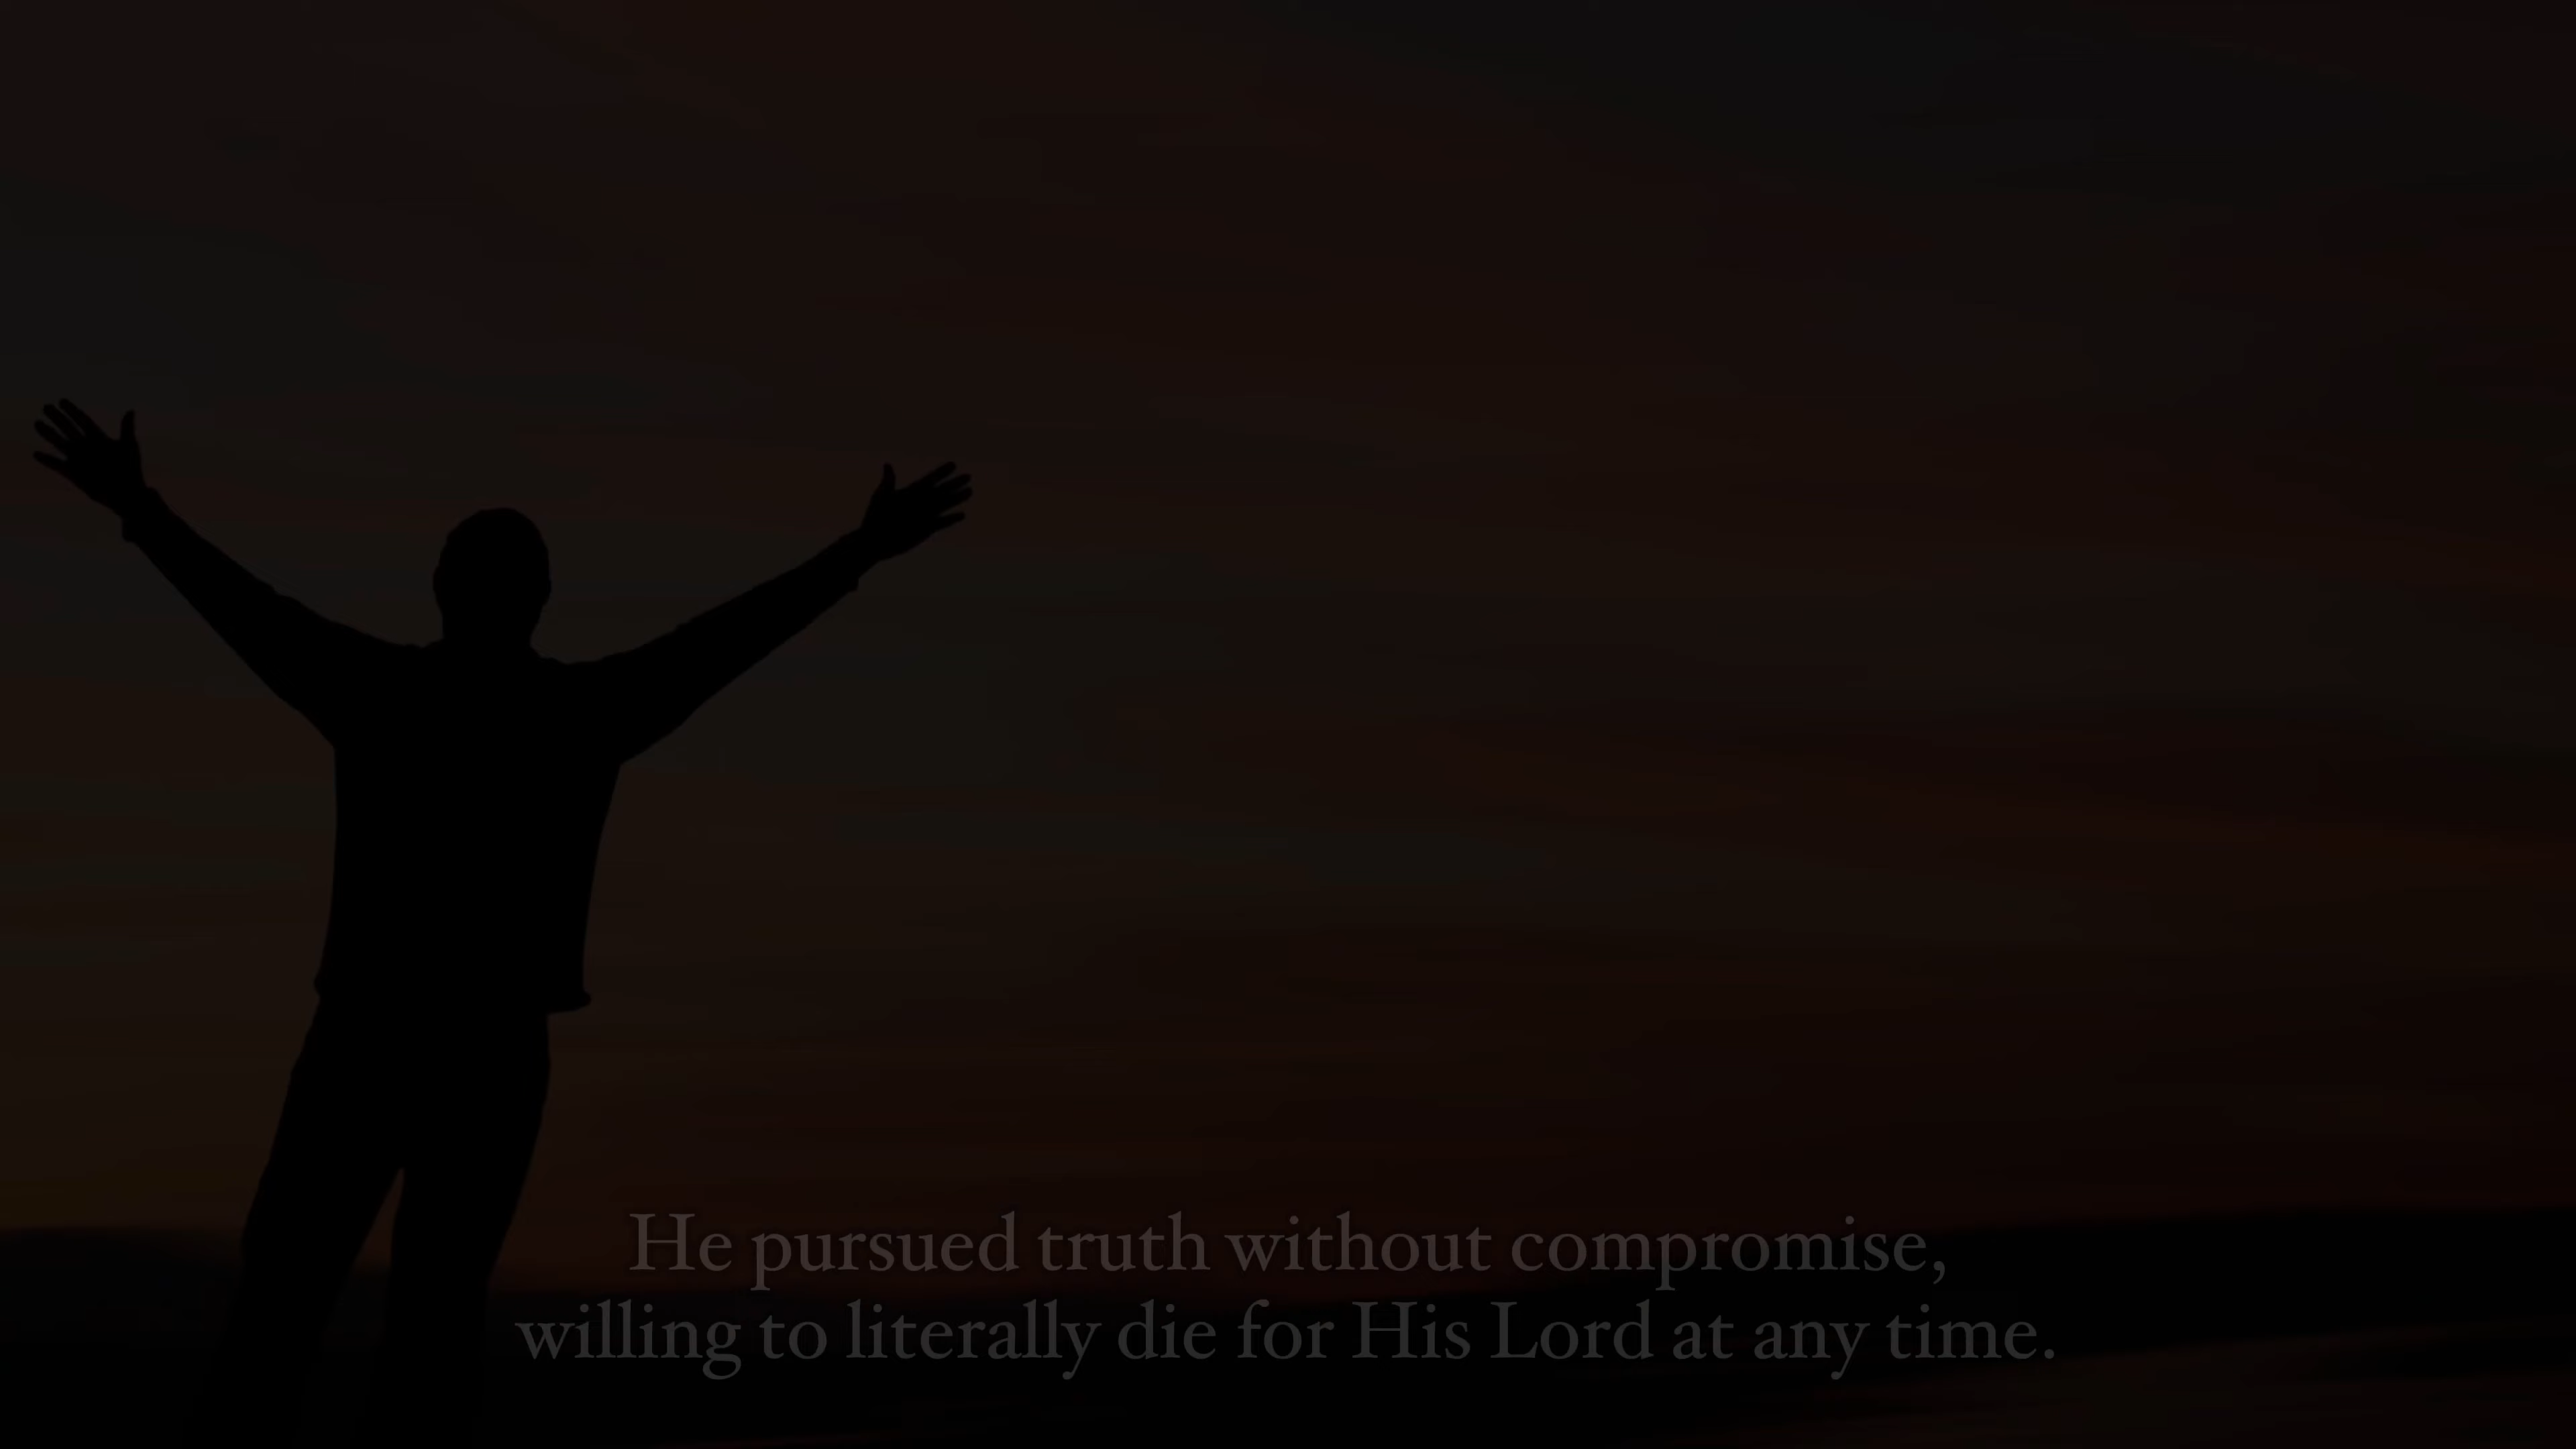 He pursued truth without compromise,
willing to literally die for His Lord at any time.